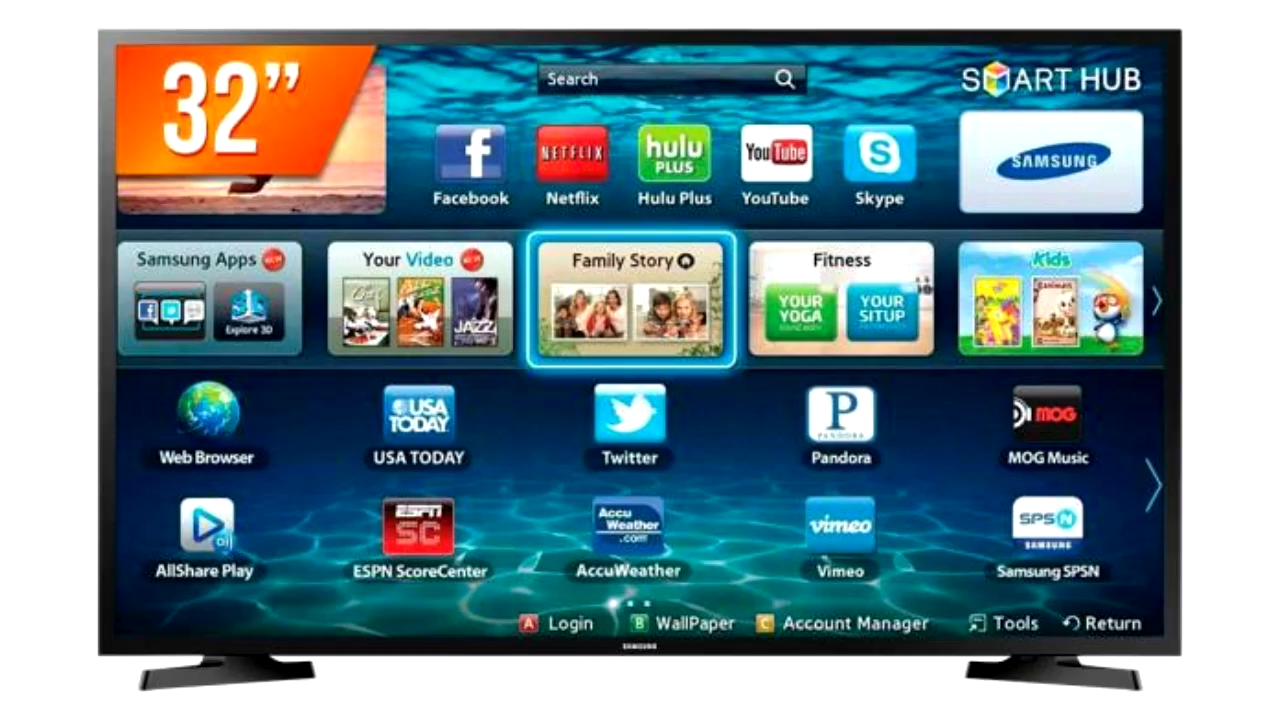 32”
Search
SMART HUB
f
NETFLIX
hulu
PLUS
YouTube
S
SAMSUNG
Facebook
Netflix
Hulu Plus
YouTube
Skype
Samsung Apps
Your Video
Family Story
Fitness
Kids
Explore 3D
JAZZ
YOUR
YOGA
YOUR
SITUP
USA
TODAY
P
PANDORA
MOG
Web Browser
USA TODAY
Twitter
Pandora
MOG Music
ESPN
SC
Accu
Weather
.com
vimeo
SPSN
SAMSUNG
AllShare Play
ESPN ScoreCenter
AccuWeather
Vimeo
Samsung SPSN
A Login
B WallPaper
C Account Manager
Tools
Return
SAMSUNG